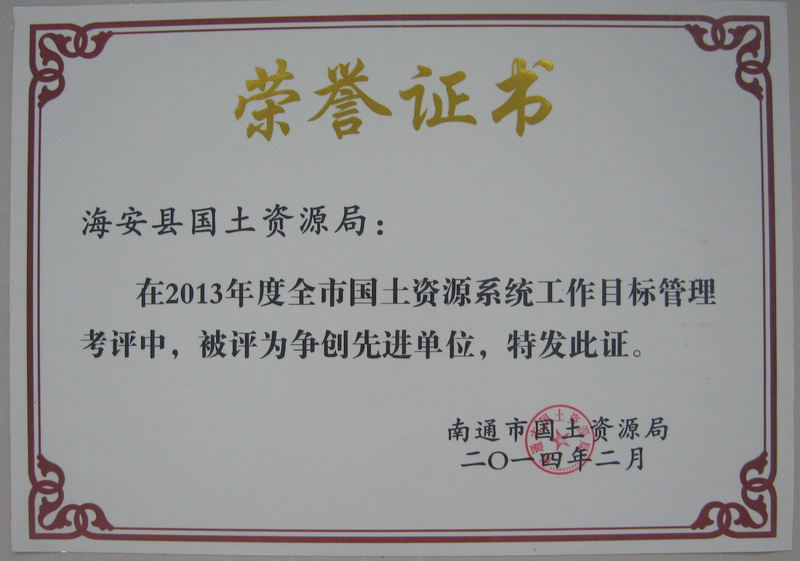 荣誉证书
海安县国土资源局：
在2013年度全市国土资源系统工作目标管理
考评中，被评为争创先进单位，特发此证。
南通市国土资源局
二〇一四年二月